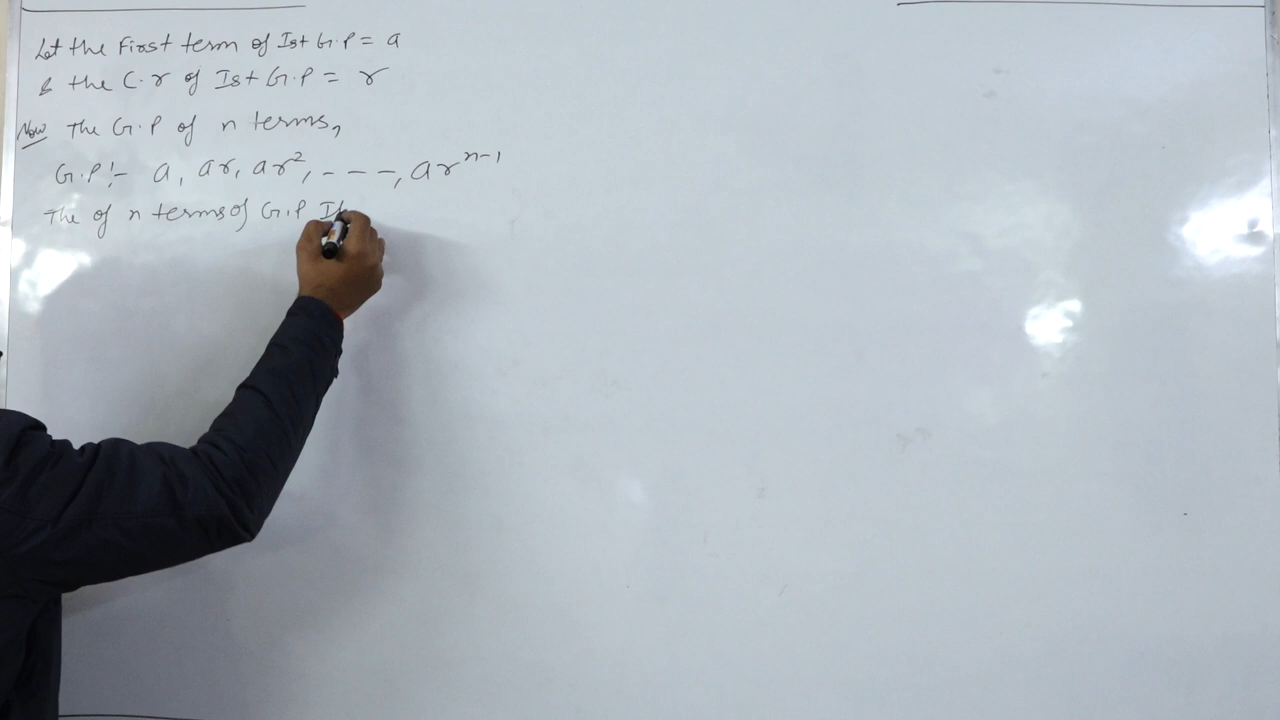 Let the First term of Ist G.P = a
& the C.r of Ist G.P = r
Now The G.P of n terms,
G.P:- a, ar, ar², - - -, ar^{n-1}
The of n terms of G.P